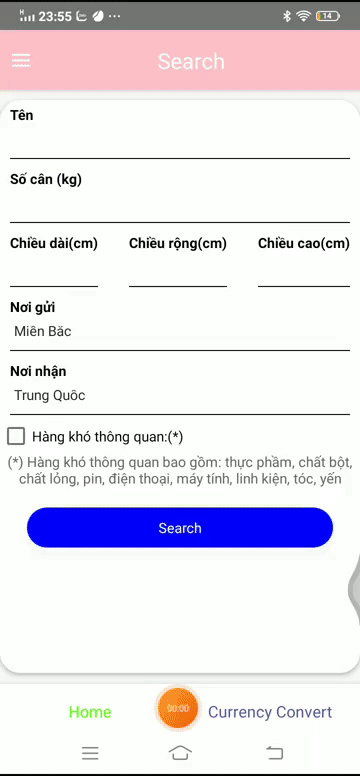 23:55 14
Search
Tên
Số cân (kg)
Chiều dài(cm) Chiều rộng(cm) Chiều cao(cm)
Nơi gửi
Miền Bắc
Nơi nhận
Trung Quốc
Hàng khó thông quan:(*)
(*) Hàng khó thông quan bao gồm: thực phẩm, chất bột,
chất lỏng, pin, điện thoại, máy tính, linh kiện, tóc, yến
Search
Home 00:00 Currency Convert